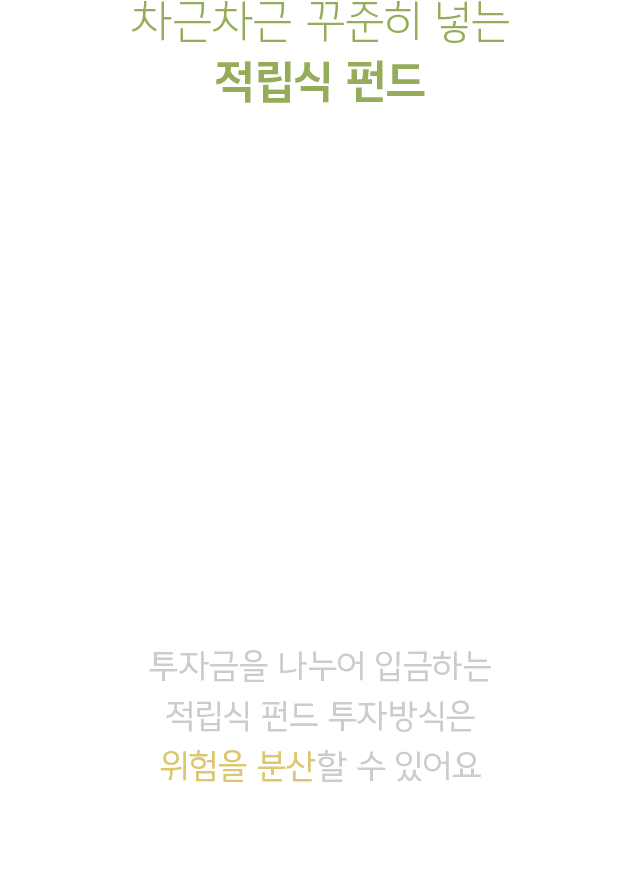 차근차근 꾸준히 넣는
적립식 펀드
투자금을 나누어 입금하는
적립식 펀드 투자방식은
위험을 분산할 수 있어요